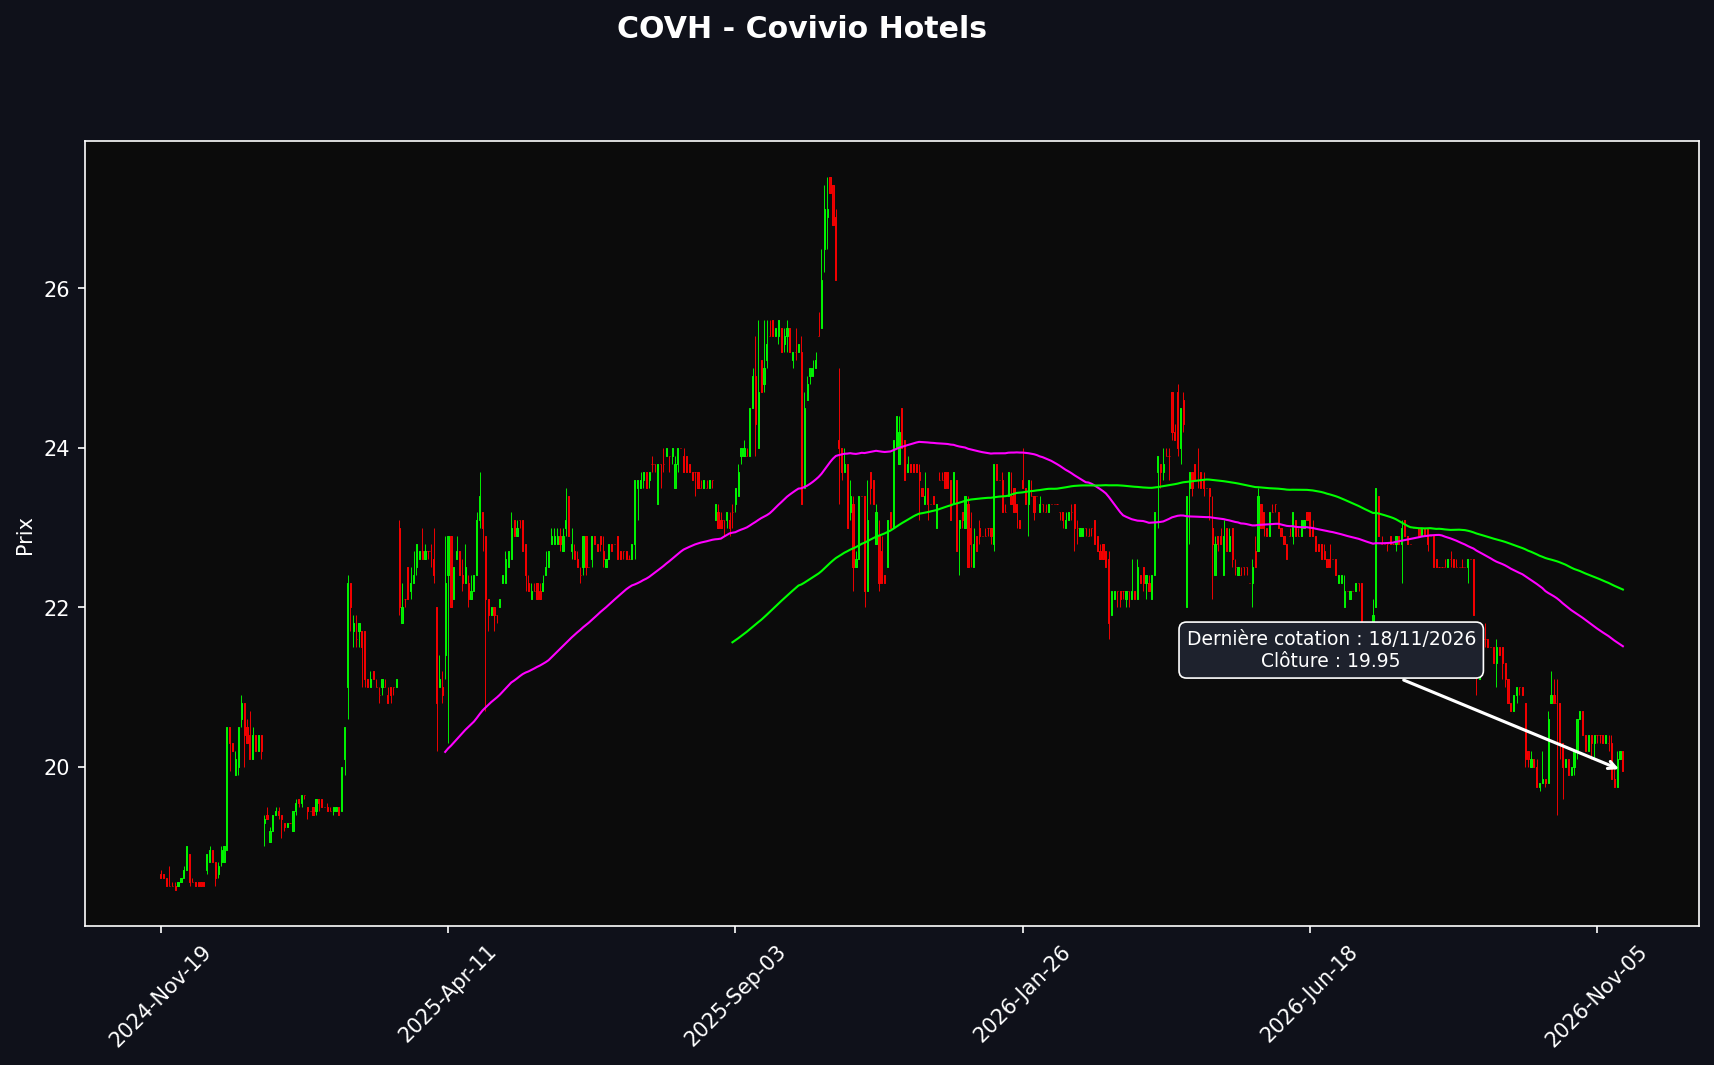 COVH - Covivio Hotels
Prix
26
24
22
20
Dernière cotation : 18/11/2026
Clôture : 19.95
2024-Nov-19
2025-Apr-11
2025-Sep-03
2026-Jan-26
2026-Jun-18
2026-Nov-05